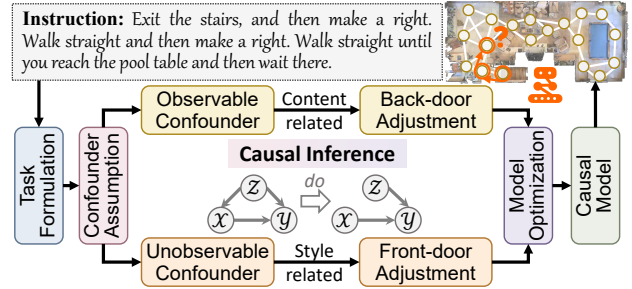 Instruction: Exit the stairs, and then make a right.
Walk straight and then make a right. Walk straight until
you reach the pool table and then wait there.
?
Observable
Confounder
Content
related
Back-door
Adjustment
Task
Formulation
Confounder
Assumption
Causal Inference
Z
X
Y
do
Z
X
Y
Model
Optimization
Causal
Model
Unobservable
Confounder
Style
related
Front-door
Adjustment